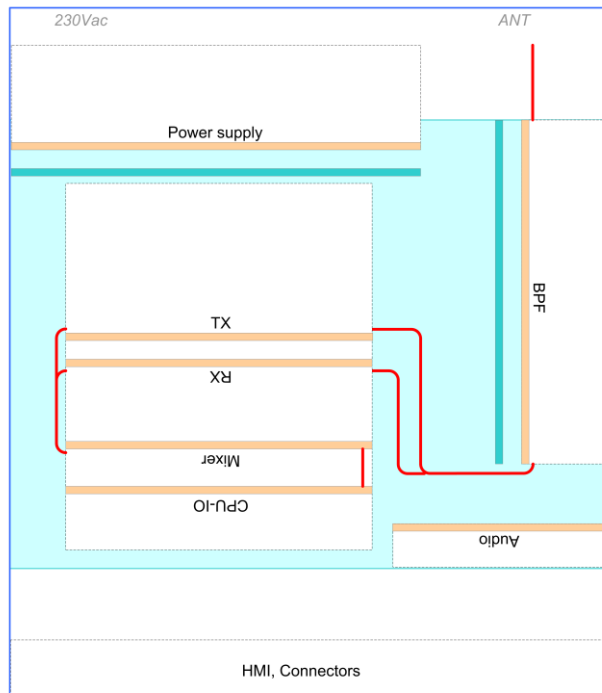 230Vac
ANT
Power supply
BPF
TX
RX
Mixer
CPU-IO
Audio
HMI, Connectors